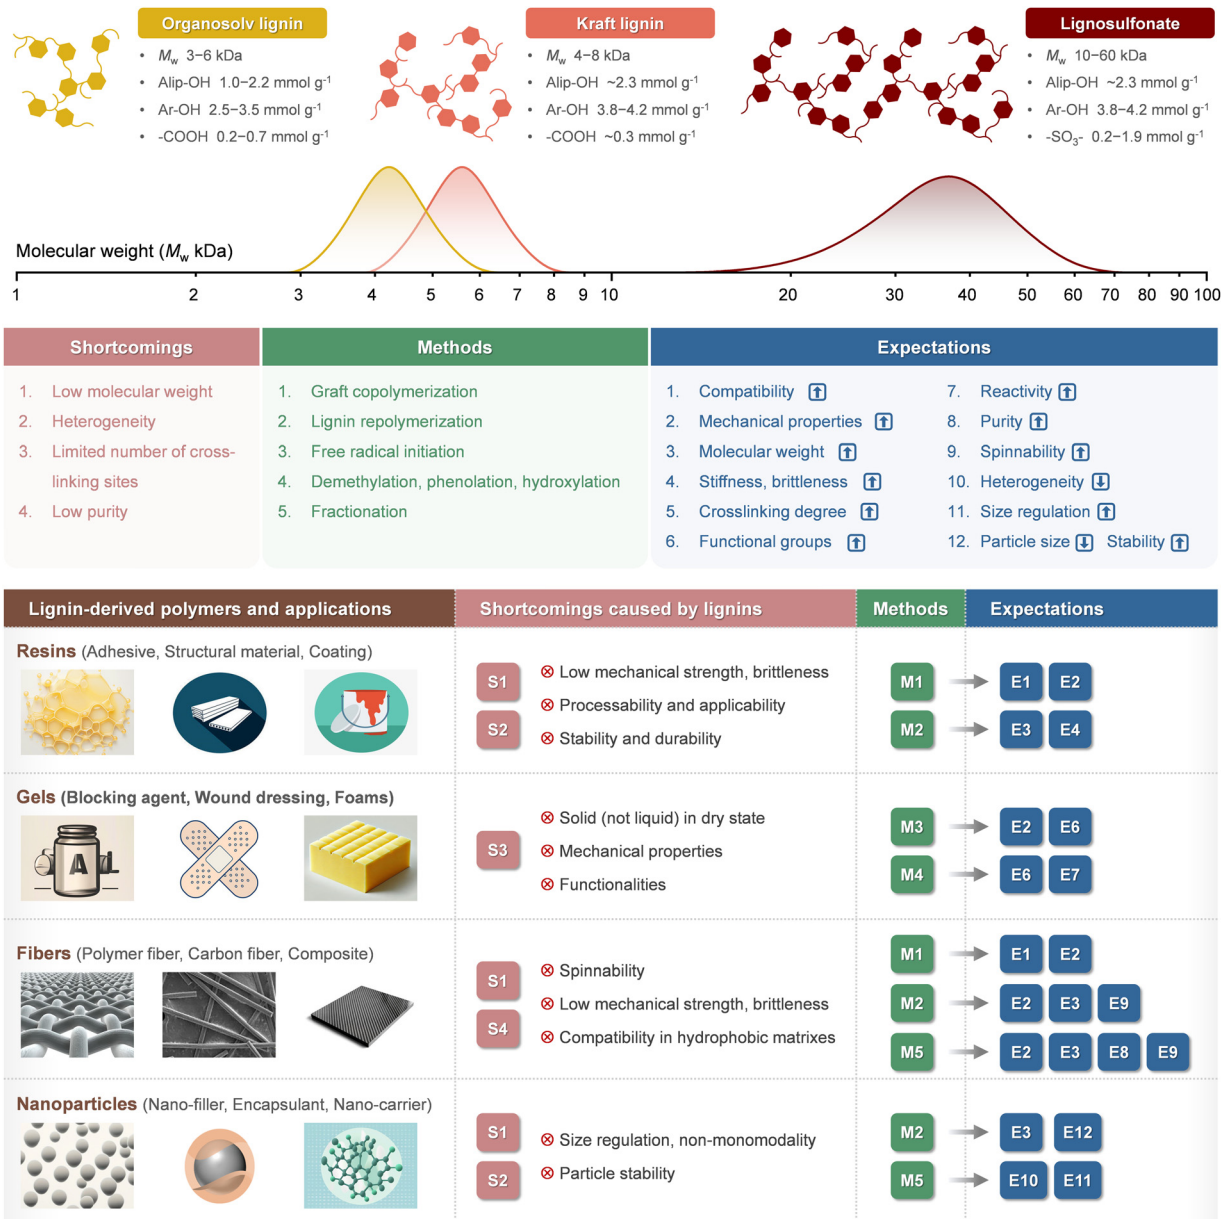 Organosolv lignin
• Mw 3–6 kDa
• Alip-OH 1.0–2.2 mmol g-1
• Ar-OH 2.5–3.5 mmol g-1
• -COOH 0.2–0.7 mmol g-1
Kraft lignin
• Mw 4–8 kDa
• Alip-OH ~2.3 mmol g-1
• Ar-OH 3.8–4.2 mmol g-1
• -COOH ~0.3 mmol g-1
Lignosulfonate
• Mw 10–60 kDa
• Alip-OH ~2.3 mmol g-1
• Ar-OH 3.8–4.2 mmol g-1
• -SO3- 0.2–1.9 mmol g-1
Molecular weight (Mw kDa)
1 2 3 4 5 6 7 8 9 10 20 30 40 50 60 70 80 90 100
Shortcomings
1. Low molecular weight
2. Heterogeneity
3. Limited number of cross-
linking sites
4. Low purity
Methods
1. Graft copolymerization
2. Lignin repolymerization
3. Free radical initiation
4. Demethylation, phenolation, hydroxylation
5. Fractionation
Expectations
1. Compatibility ⬆
2. Mechanical properties ⬆
3. Molecular weight ⬆
4. Stiffness, brittleness ⬆
5. Crosslinking degree ⬆
6. Functional groups ⬆
7. Reactivity ⬆
8. Purity ⬆
9. Spinnability ⬆
10. Heterogeneity ⬇
11. Size regulation ⬆
12. Particle size ⬇ Stability ⬆
Lignin-derived polymers and applications
Shortcomings caused by lignins
Methods
Expectations
Resins (Adhesive, Structural material, Coating)
S1
S2
⊗ Low mechanical strength, brittleness
⊗ Processability and applicability
⊗ Stability and durability
M1 → E1 E2
M2 → E3 E4
Gels (Blocking agent, Wound dressing, Foams)
A
S3
⊗ Solid (not liquid) in dry state
⊗ Mechanical properties
⊗ Functionalities
M3 → E2 E6
M4 → E6 E7
Fibers (Polymer fiber, Carbon fiber, Composite)
S1
S4
⊗ Spinnability
⊗ Low mechanical strength, brittleness
⊗ Compatibility in hydrophobic matrixes
M1 → E1 E2
M2 → E2 E3 E9
M5 → E2 E3 E8 E9
Nanoparticles (Nano-filler, Encapsulant, Nano-carrier)
S1
S2
⊗ Size regulation, non-monomodality
⊗ Particle stability
M2 → E3 E12
M5 → E10 E11